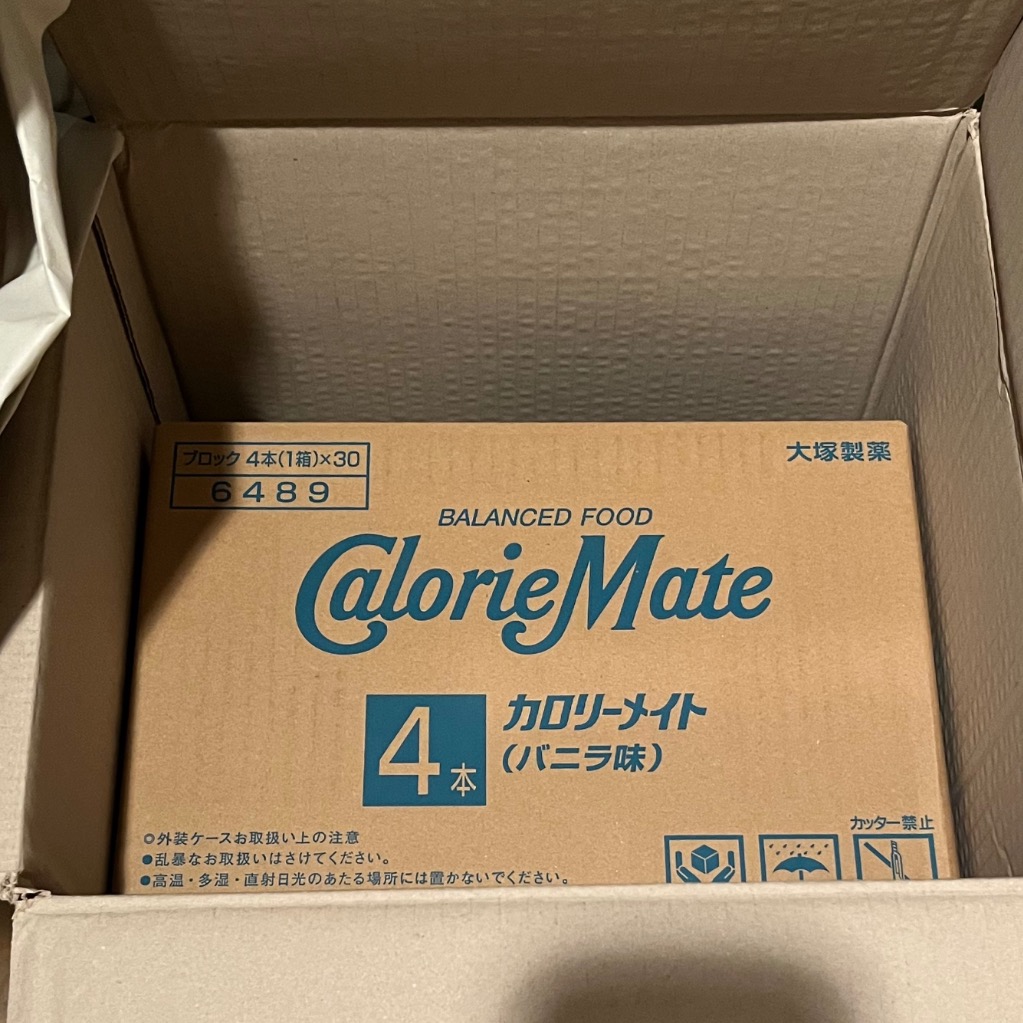 ブロック 4本(1箱)×30
6489
大塚製薬
BALANCED FOOD
CalorieMate
4本
カロリーメイト
(バニラ味)
◎外装ケースお取扱い上の注意
●乱暴なお取扱いはさけてください。
●高温・多湿・直射日光のあたる場所には置かないでください。
カッター禁止